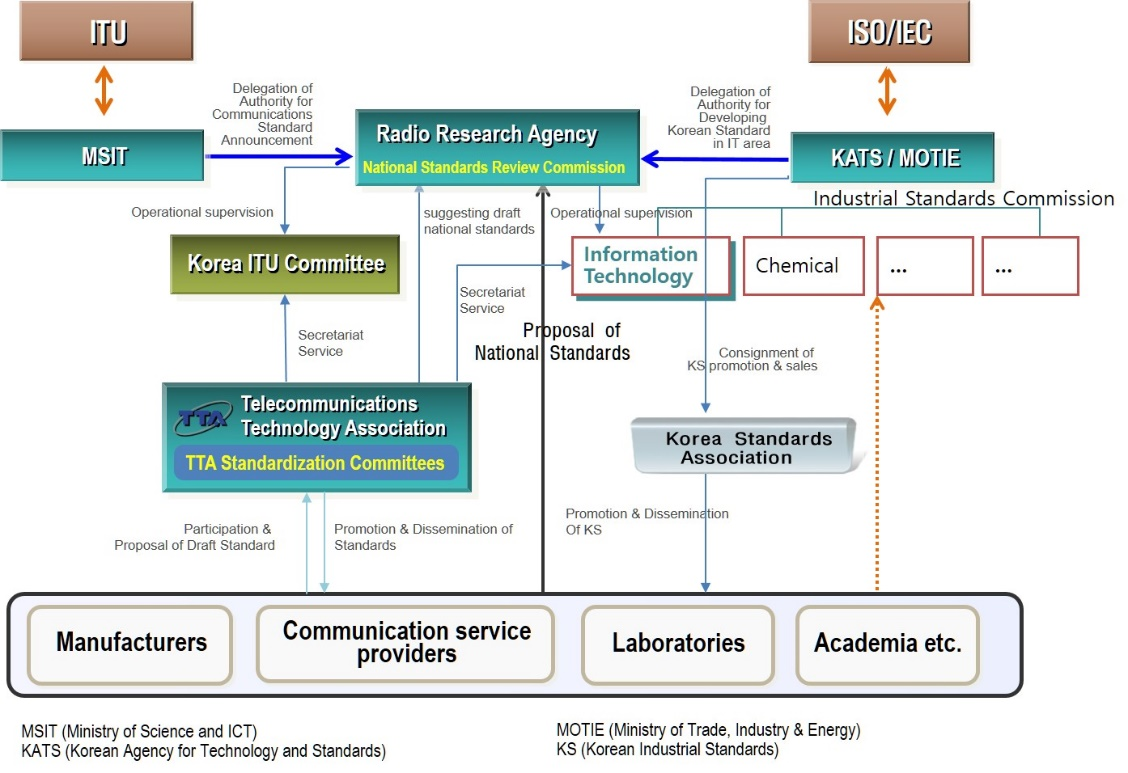 ITU
ISO/IEC
Delegation of
Authority for
Communications
Standard
Announcement
Delegation of
Authority for
Developing
Korean Standard
in IT area
MSIT
Radio Research Agency
National Standards Review Commission
KATS / MOTIE
Industrial Standards Commission
Operational supervision
suggesting draft
national standards
Operational supervision
Korea ITU Committee
Information
Technology
Chemical
...
...
Secretariat
Service
Secretariat
Service
Proposal of
National Standards
Consignment of
KS promotion & sales
TTA
Telecommunications
Technology Association
TTA Standardization Committees
Korea Standards
Association
Participation &
Proposal of Draft Standard
Promotion & Dissemination of
Standards
Promotion & Dissemination
Of KS
Manufacturers
Communication service
providers
Laboratories
Academia etc.
MSIT (Ministry of Science and ICT)
KATS (Korean Agency for Technology and Standards)
MOTIE (Ministry of Trade, Industry & Energy)
KS (Korean Industrial Standards)